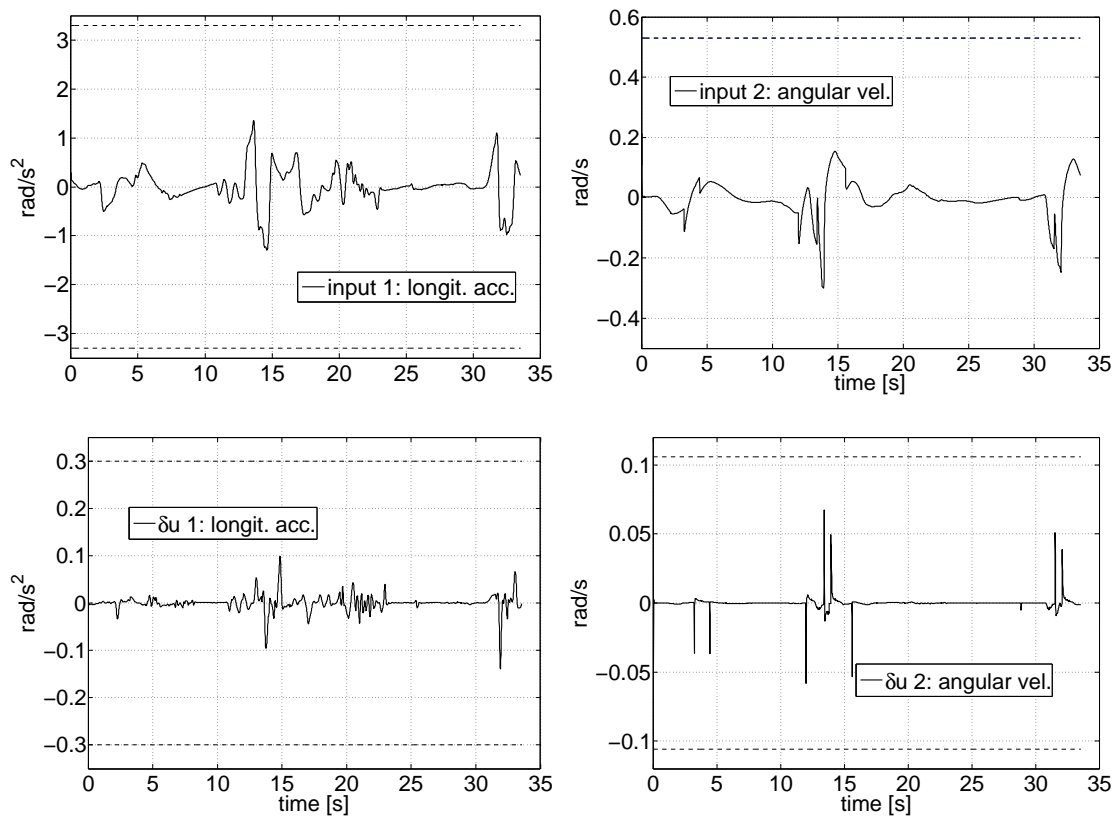 3
2
1
0
−1
−2
−3
rad/s²
input 1: longit. acc.
0 5 10 15 20 25 30 35
0.6
0.4
0.2
0
−0.2
−0.4
rad/s
input 2: angular vel.
0 5 10 15 20 25 30 35
time [s]
0.3
0.2
0.1
0
−0.1
−0.2
−0.3
rad/s²
δu 1: longit. acc.
0 5 10 15 20 25 30 35
time [s]
0.1
0.05
0
−0.05
−0.1
rad/s
δu 2: angular vel.
0 5 10 15 20 25 30 35
time [s]